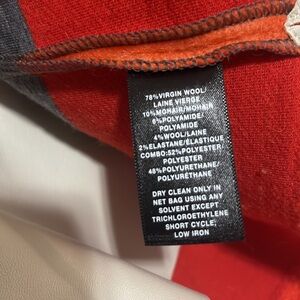 78%VIRGIN WOOL/
LAINE VIERGE
10%MOHAIR/MOHAIR
6%POLYAMIDE/
POLYAMIDE
4%WOOL/LAINE
2%ELASTANE/ÉLASTIQUE
COMBO:52%POLYESTER/
POLYESTER
48%POLYURETHANE/
POLYURÉTHANE
DRY CLEAN ONLY IN
NET BAG USING ANY
SOLVENT EXCEPT
TRICHLOROETHYLENE
SHORT CYCLE;
LOW IRON